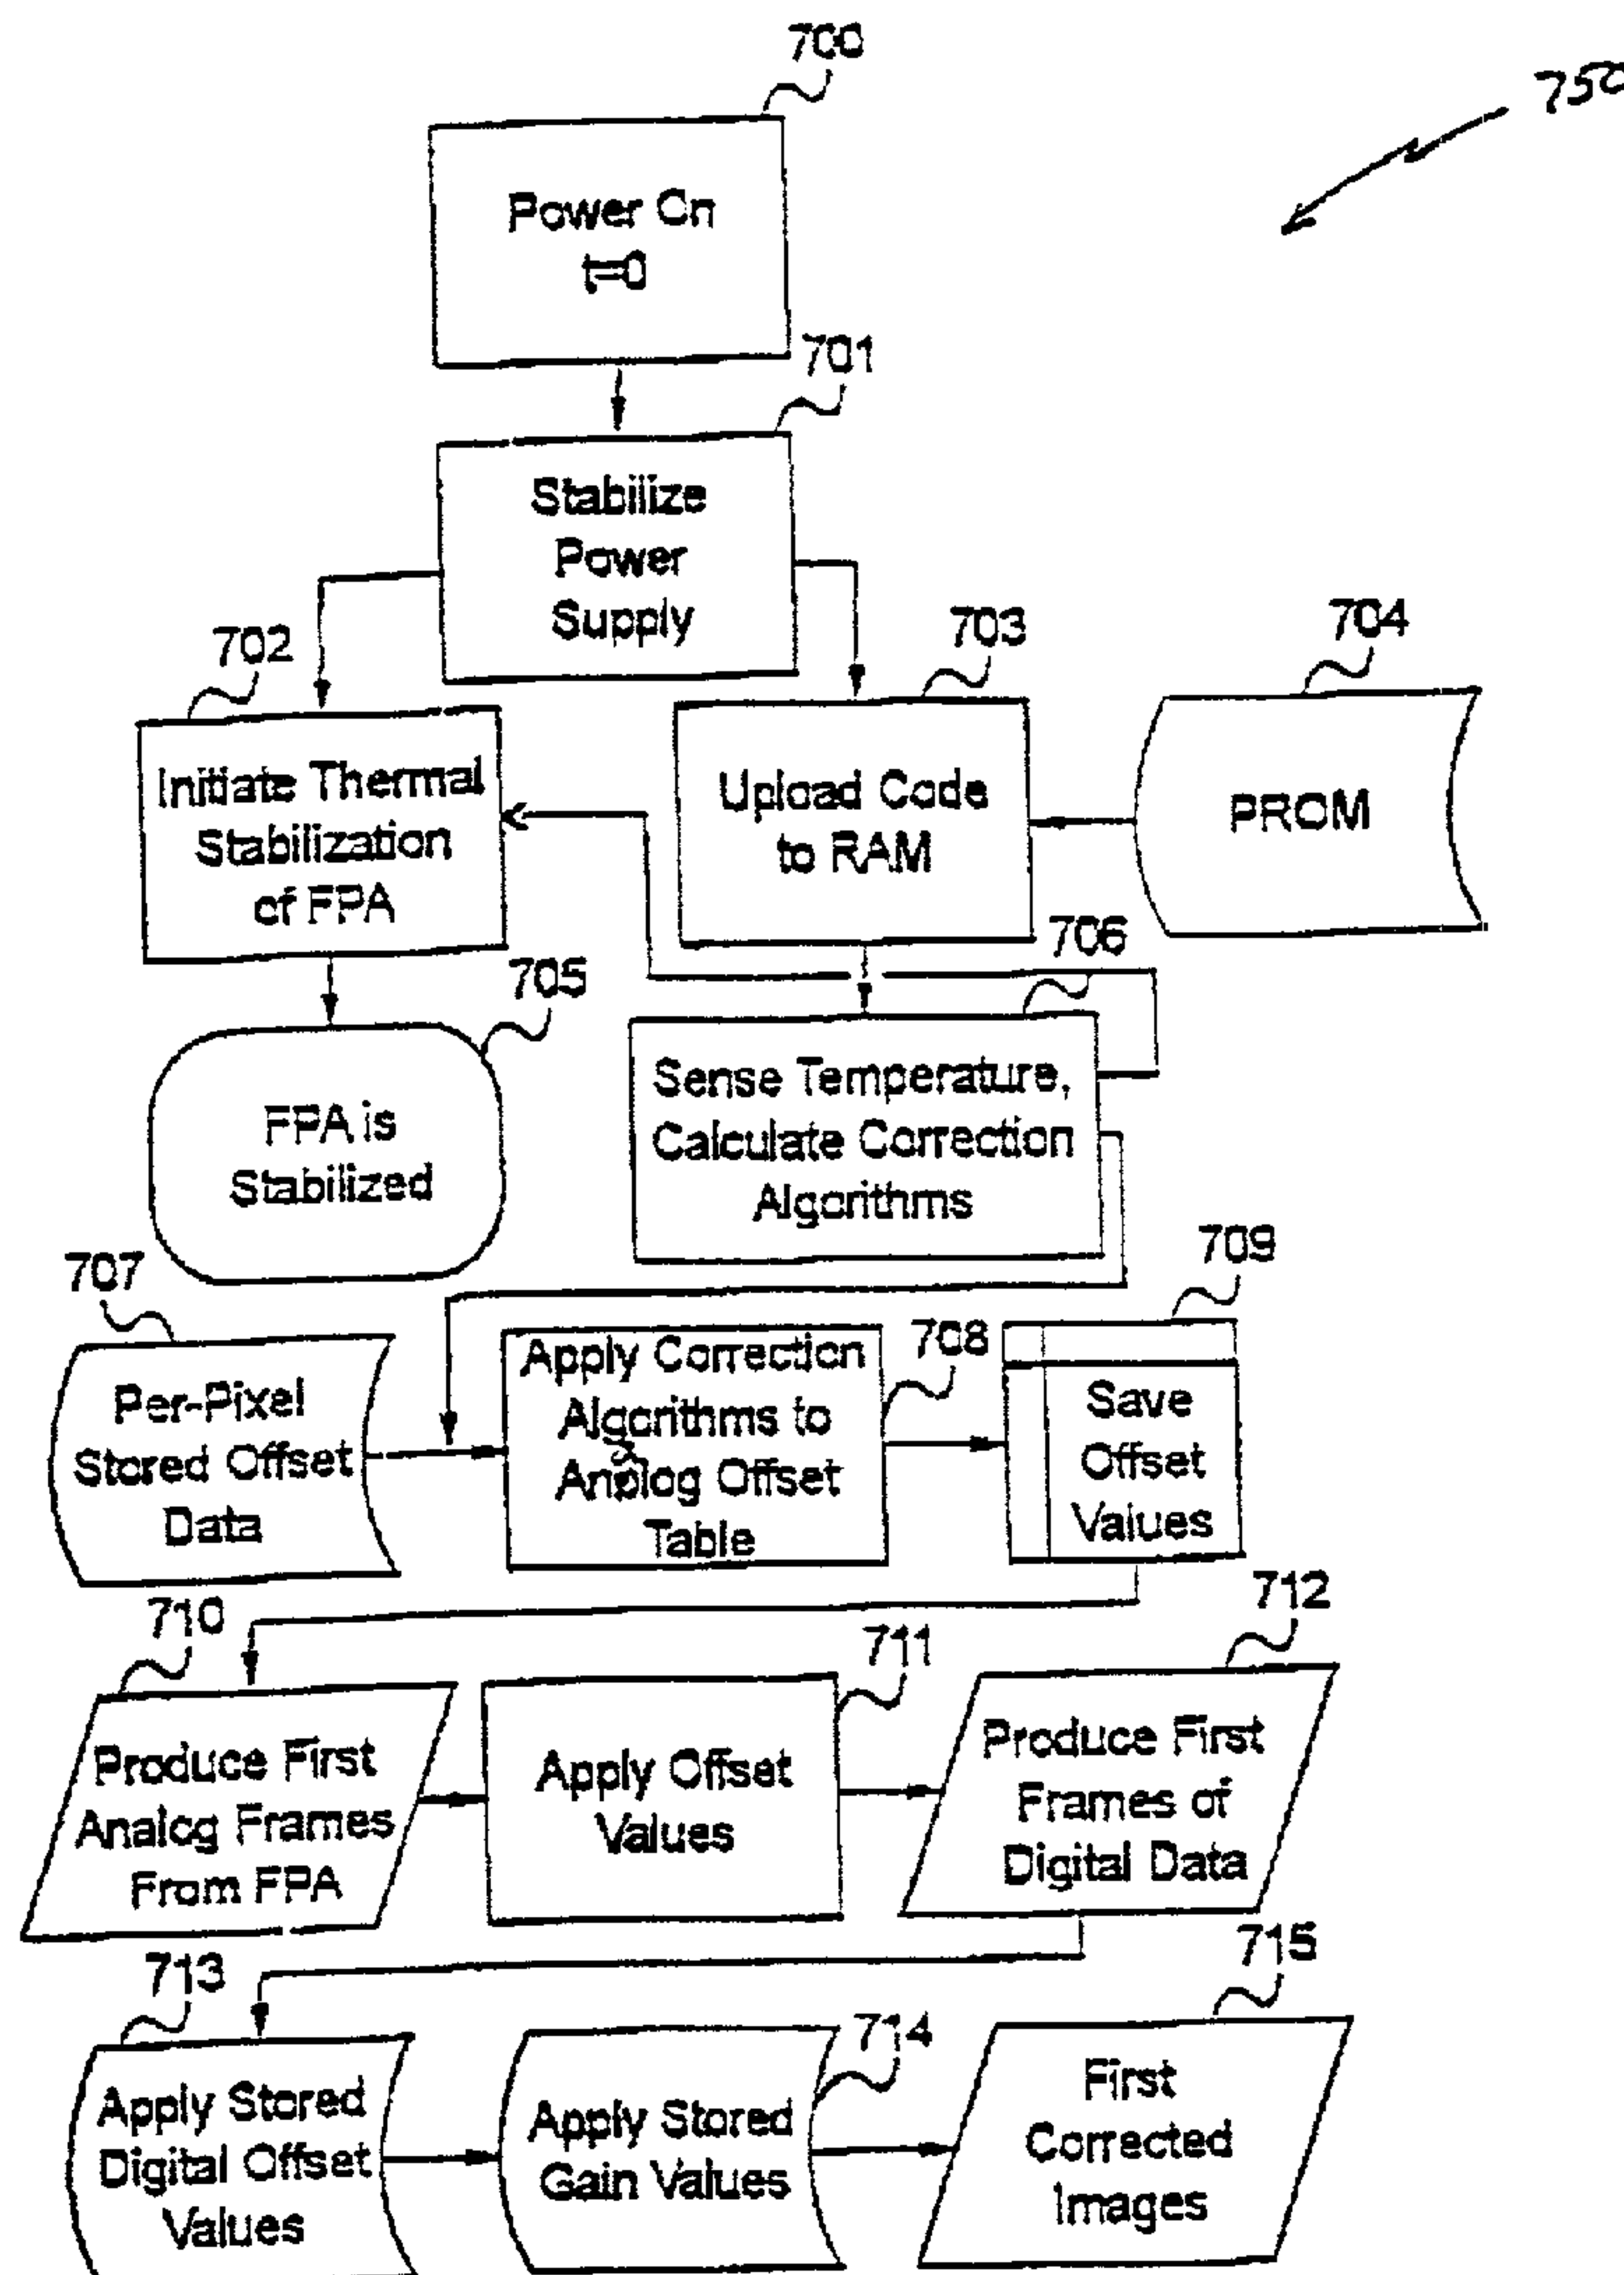 700
750
Power On
t=0
701
Stabilize
Power
Supply
702
703
704
Initiate Thermal
Stabilization
of FPA
Upload Code
to RAM
PROM
705
706
FPA is
Stabilized
Sense Temperature,
Calculate Correction
Algorithms
707
708
709
Per-Pixel
Stored Offset
Data
Apply Correction
Algorithms to
Analog Offset
Table
Save
Offset
Values
710
711
712
Produce First
Analog Frames
From FPA
Apply Offset
Values
Produce First
Frames of
Digital Data
713
714
715
Apply Stored
Digital Offset
Values
Apply Stored
Gain Values
First
Corrected
Images